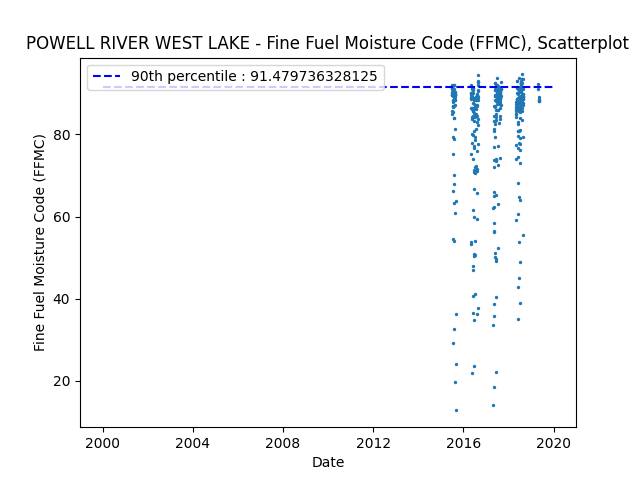 POWELL RIVER WEST LAKE - Fine Fuel Moisture Code (FFMC), Scatterplot
90th percentile : 91.479736328125
80
60
40
20
Fine Fuel Moisture Code (FFMC)
2000 2004 2008 2012 2016 2020
Date